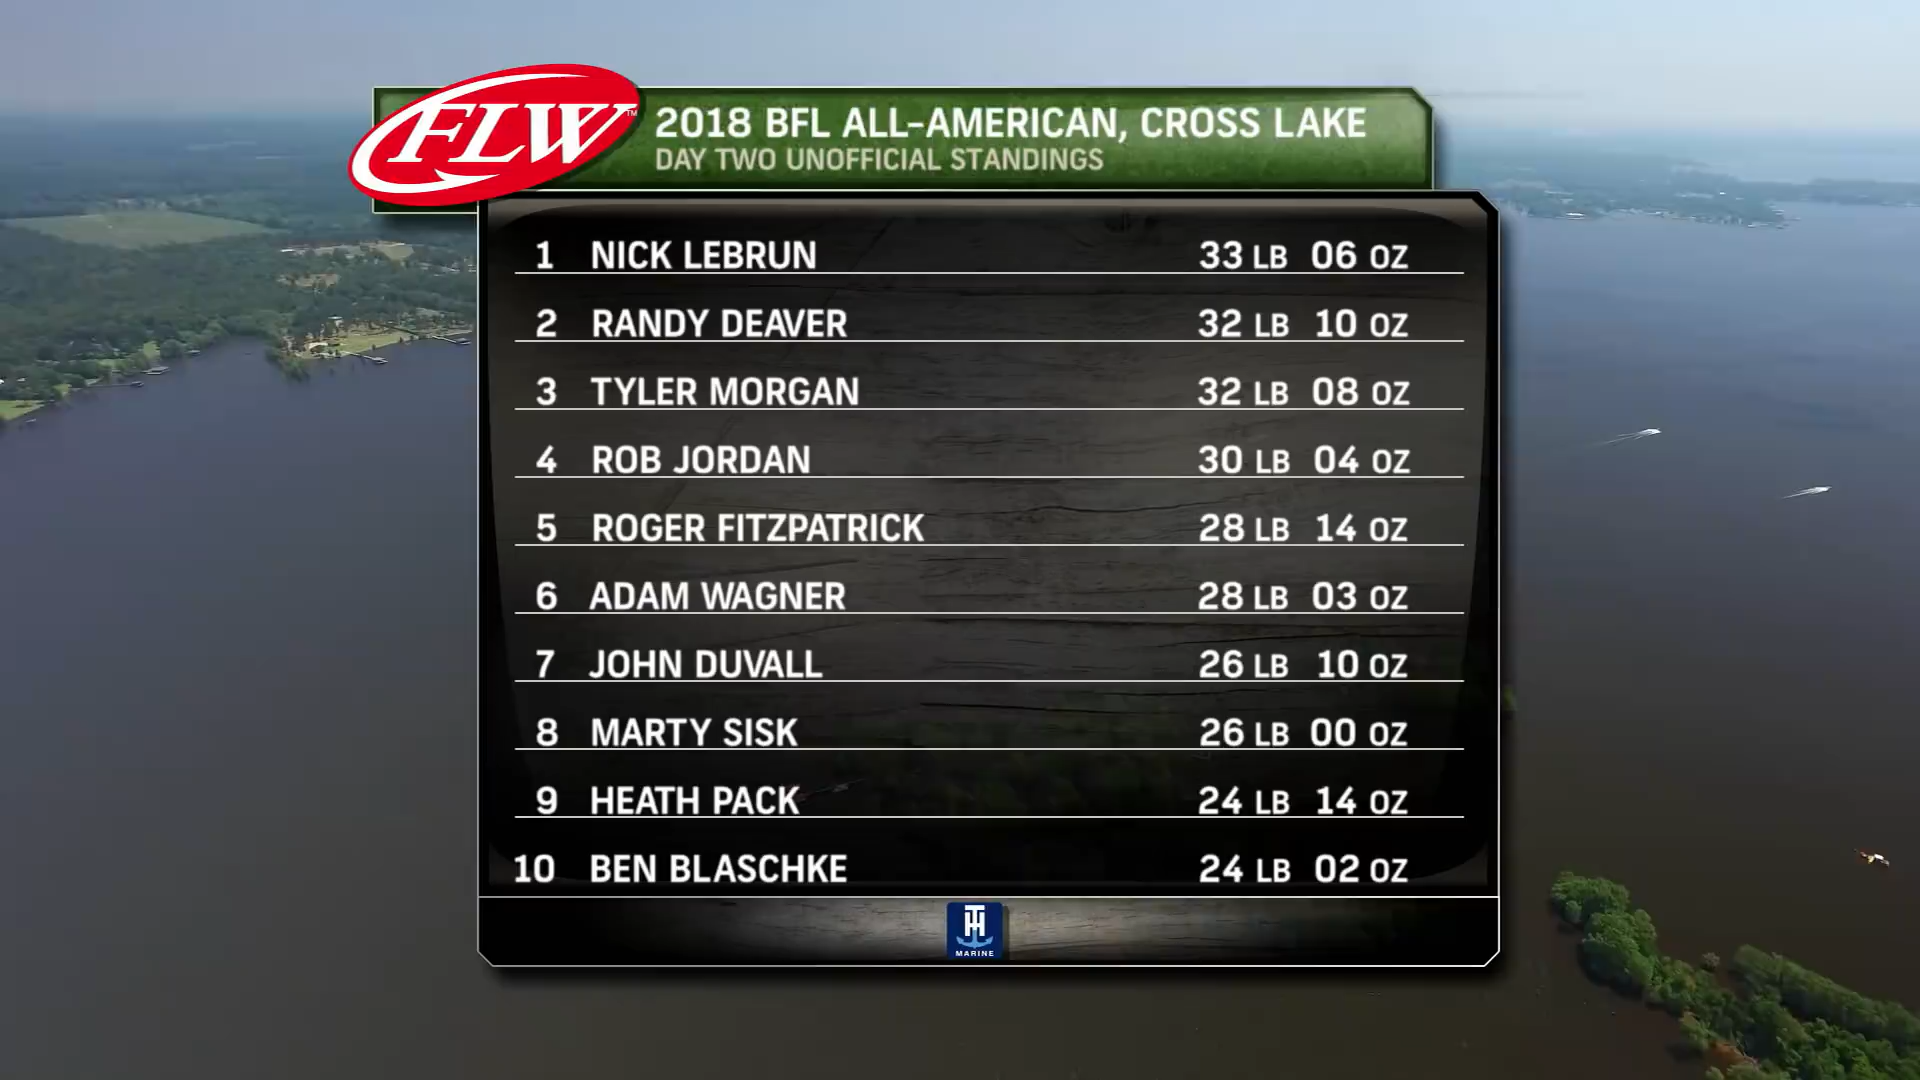 FLW™
2018 BFL ALL-AMERICAN, CROSS LAKE
DAY TWO UNOFFICIAL STANDINGS
1 NICK LEBRUN 33 LB 06 OZ
2 RANDY DEAVER 32 LB 10 OZ
3 TYLER MORGAN 32 LB 08 OZ
4 ROB JORDAN 30 LB 04 OZ
5 ROGER FITZPATRICK 28 LB 14 OZ
6 ADAM WAGNER 28 LB 03 OZ
7 JOHN DUVALL 26 LB 10 OZ
8 MARTY SISK 26 LB 00 OZ
9 HEATH PACK 24 LB 14 OZ
10 BEN BLASCHKE 24 LB 02 OZ
TH
MARINE